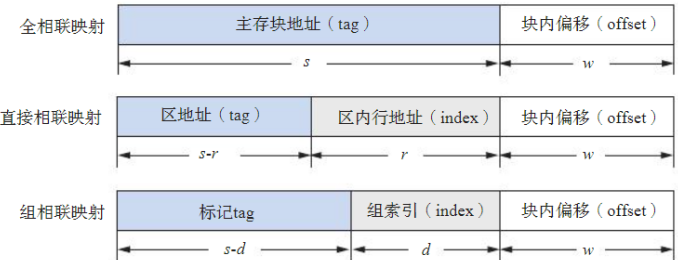 全相联映射 主存块地址（tag） 块内偏移（offset）
s w
直接相联映射 区地址（tag） 区内行地址（index） 块内偏移（offset）
s-r r w
组相联映射 标记tag 组索引（index） 块内偏移（offset）
s-d d w